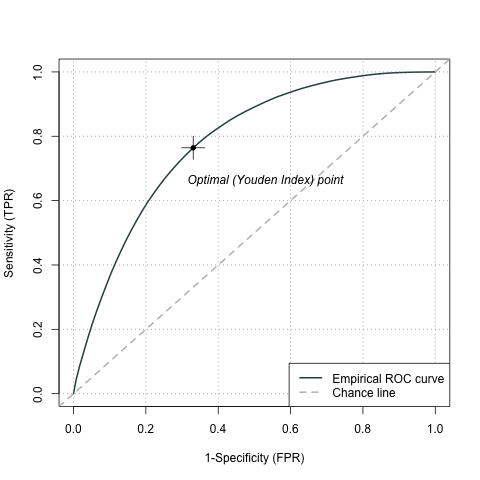 1.0
0.8
0.6
0.4
0.2
0.0
Sensitivity (TPR)
Optimal (Youden Index) point
Empirical ROC curve
Chance line
0.0 0.2 0.4 0.6 0.8 1.0
1-Specificity (FPR)